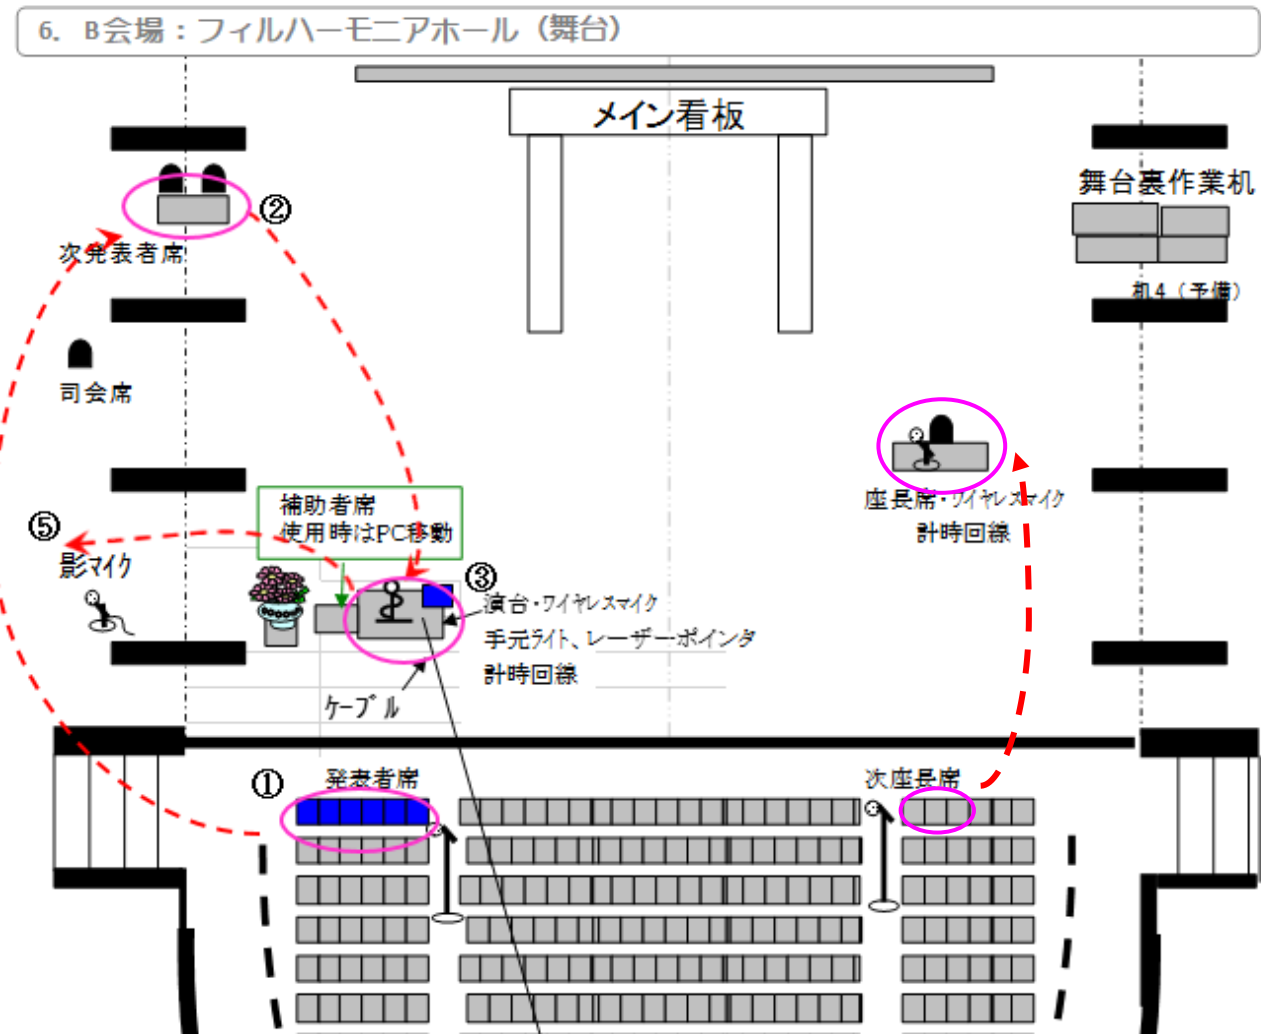 6. B会場：フィルハーモニアホール（舞台）
メイン看板
舞台裏作業机
②
次発表者席
机4（予備）
司会席
補助者席
使用時はPC移動
座長席・ワイヤレスマイク
計時回線
⑤
影マイク
③
演台・ワイヤレスマイク
手元ライト、レーザーポインタ
計時回線
ケーブル
①
発表者席
次座長席